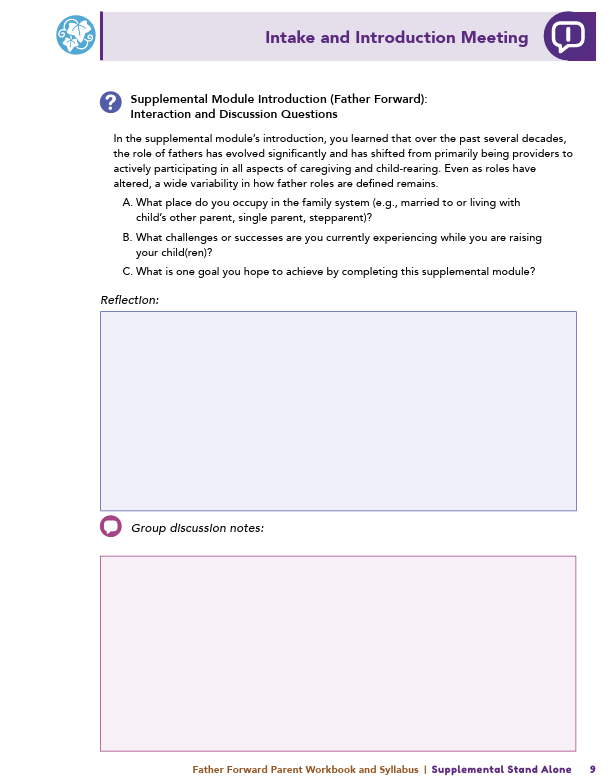 Intake and Introduction Meeting
Supplemental Module Introduction (Father Forward):
Interaction and Discussion Questions
In the supplemental module’s introduction, you learned that over the past several decades,
the role of fathers has evolved significantly and has shifted from primarily being providers to
actively participating in all aspects of caregiving and child-rearing. Even as roles have
altered, a wide variability in how father roles are defined remains.
A. What place do you occupy in the family system (e.g., married to or living with
child’s other parent, single parent, stepparent)?
B. What challenges or successes are you currently experiencing while you are raising
your child(ren)?
C. What is one goal you hope to achieve by completing this supplemental module?
Reflection:
Group discussion notes:
Father Forward Parent Workbook and Syllabus | Supplemental Stand Alone 9